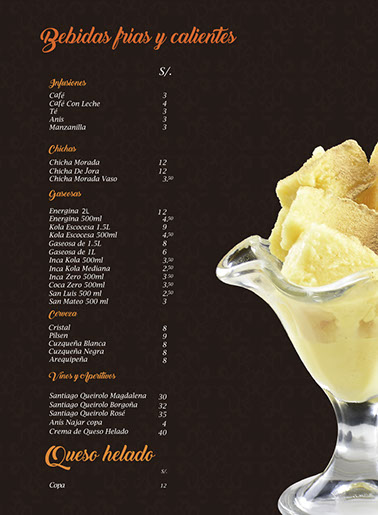 Bebidas frias y calientes
S/.
Infusiones
Café 3
Café Con Leche 4
Té 3
Anis 3
Manzanilla 3
Chichas
Chicha Morada 12
Chicha De Jora 12
Chicha Morada Vaso 3.50
Gaseosas
Energina 2L 12
Energina 500ml 4.50
Kola Escocesa 1.5L 9
Kola Escocesa 500ml 4.50
Gaseosa de 1.5L 8
Gaseosa de 1L 6
Inca Kola 500ml 3.50
Inca Kola Mediana 2.50
Inca Zero 500ml 3.50
Coca Zero 500ml 3.50
San Luis 500 ml 2.50
San Mateo 500 ml 3
Cerveza
Cristal 8
Pilsen 9
Cuzqueña Blanca 8
Cuzqueña Negra 8
Arequipeña 8
Vinos y Aperitivos
Santiago Queirolo Magdalena 30
Santiago Queirolo Borgoña 32
Santiago Queirolo Rosé 35
Anis Najar copa 4
Crema de Queso Helado 40
Queso helado
S/.
Copa 12